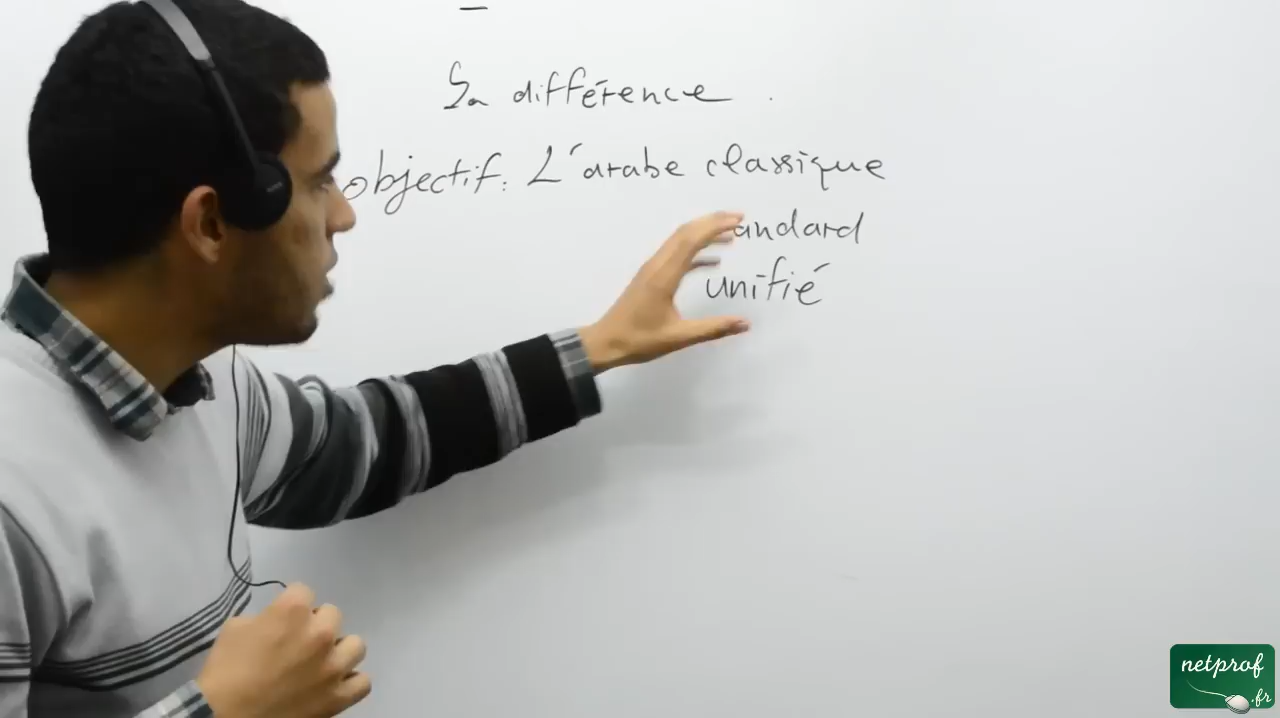 La différence .
objectif: L'arabe classique
andard
unifié
netprof
.fr